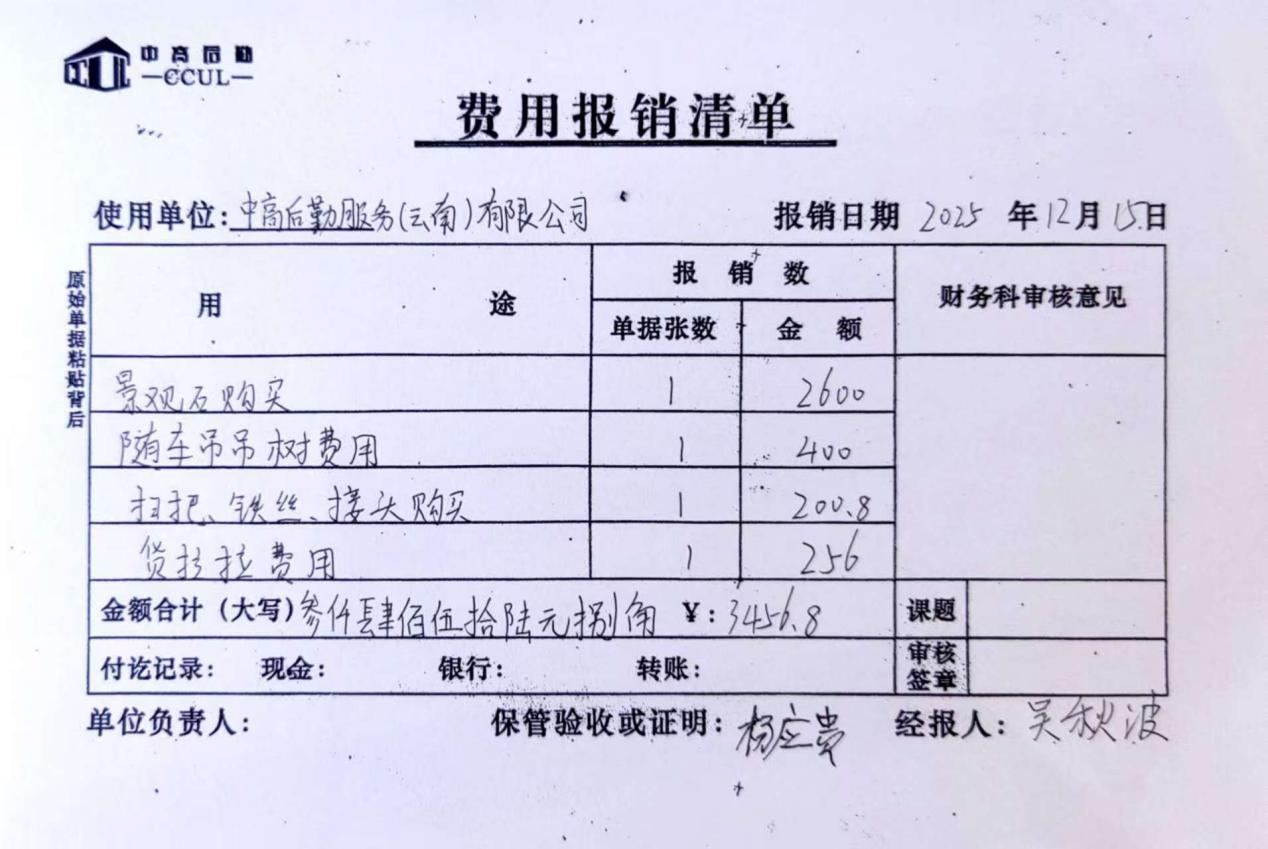 中高后勤
—CCUL—
费用报销清单
使用单位:中高后勤服务(云南)有限公司 报销日期 2025 年 12 月 15 日
原始单据粘贴背后
用 途 报 销 数 财务科审核意见
单据张数 金 额
景观石购买 1 2600
随车吊吊树费用 1 400
扫把、铁丝、接头购买 1 200.8
货拉拉费用 1 256
金额合计（大写）参仟肆佰伍拾陆元捌角 ¥：3456.8 课题
付讫记录： 现金： 银行： 转账： 审核签章
单位负责人： 保管验收或证明：杨应贵 经报人：吴秋波